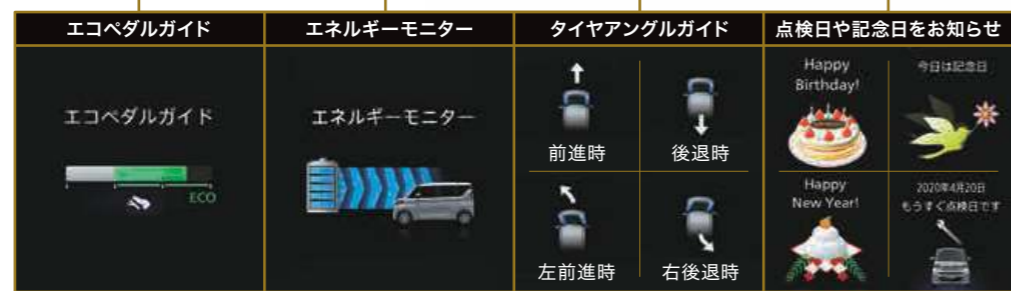 エコペダルガイド
エネルギーモニター
タイヤアングルガイド
点検日や記念日をお知らせ
エコペダルガイド
ECO
エネルギーモニター
前進時
後退時
左前進時
右後退時
Happy
Birthday!
今日は記念日
Happy
New Year!
2020年4月20日
もうすぐ点検日です